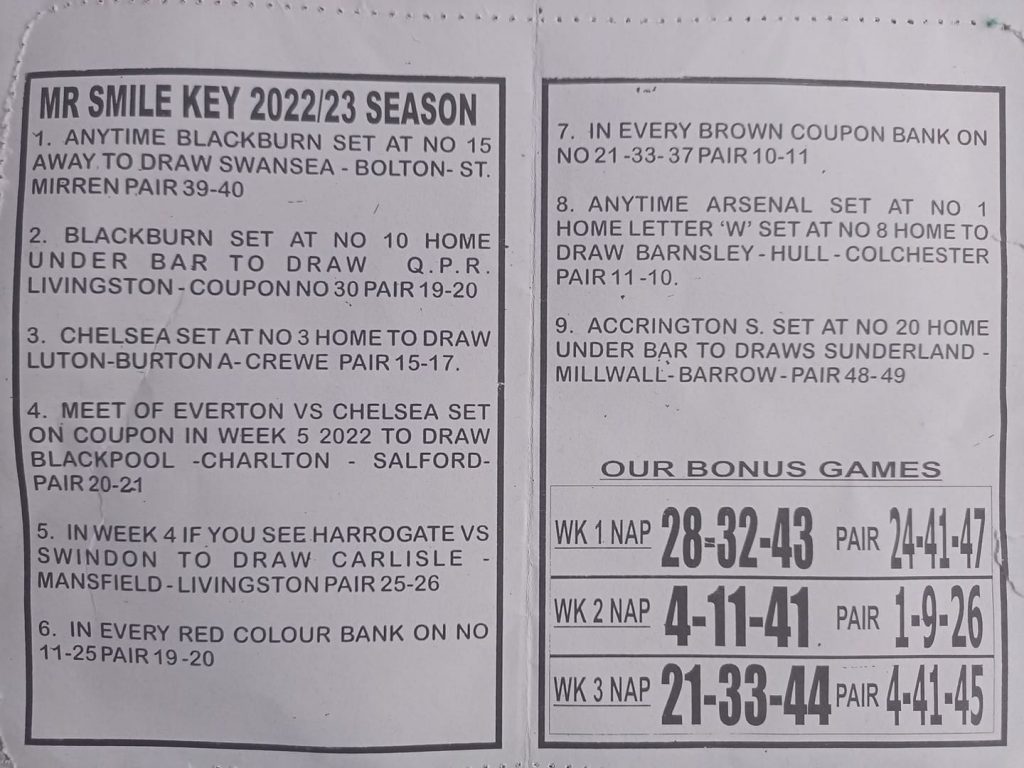 MR SMILE KEY 2022/23 SEASON
1. ANYTIME BLACKBURN SET AT NO 15
AWAY TO DRAW SWANSEA - BOLTON- ST.
MIRREN PAIR 39-40
2. BLACKBURN SET AT NO 10 HOME
UNDER BAR TO DRAW Q.P.R.
LIVINGSTON - COUPON NO 30 PAIR 19-20
3. CHELSEA SET AT NO 3 HOME TO DRAW
LUTON-BURTON A- CREWE PAIR 15-17.
4. MEET OF EVERTON VS CHELSEA SET
ON COUPON IN WEEK 5 2022 TO DRAW
BLACKPOOL -CHARLTON - SALFORD-
PAIR 20-21
5. IN WEEK 4 IF YOU SEE HARROGATE VS
SWINDON TO DRAW CARLISLE -
MANSFIELD - LIVINGSTON PAIR 25-26
6. IN EVERY RED COLOUR BANK ON NO
11-25 PAIR 19-20
7. IN EVERY BROWN COUPON BANK ON
NO 21 -33- 37 PAIR 10-11
8. ANYTIME ARSENAL SET AT NO 1
HOME LETTER 'W' SET AT NO 8 HOME TO
DRAW BARNSLEY - HULL - COLCHESTER
PAIR 11 -10.
9. ACCRINGTON S. SET AT NO 20 HOME
UNDER BAR TO DRAWS SUNDERLAND -
MILLWALL- BARROW - PAIR 48- 49
OUR BONUS GAMES
WK 1 NAP 28-32-43 PAIR 24-41-47
WK 2 NAP 4-11-41 PAIR 1-9-26
WK 3 NAP 21-33-44 PAIR 4-41-45